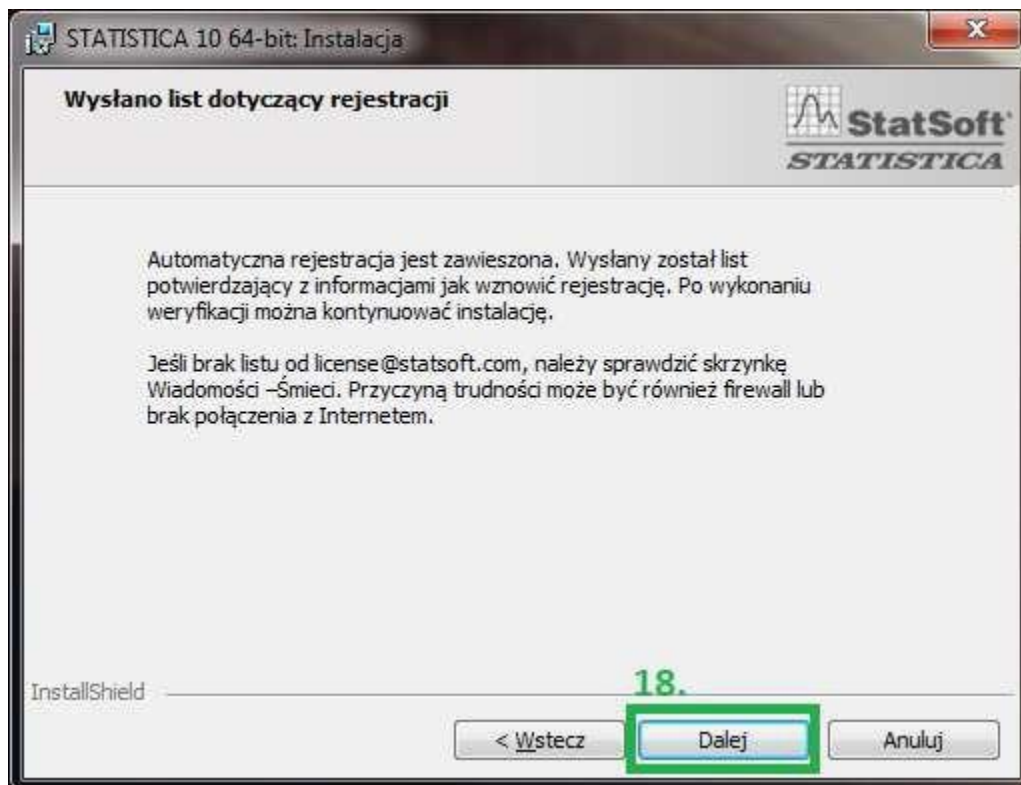 STATISTICA 10 64-bit: Instalacja
Wysłano list dotyczący rejestracji
StatSoft
STATISTICA
Automatyczna rejestracja jest zawieszona. Wysłany został list
potwierdzający z informacjami jak wznowić rejestrację. Po wykonaniu
weryfikacji można kontynuować instalację.
Jeśli brak listu od license@statsoft.com, należy sprawdzić skrzynkę
Wiadomości –Śmieci. Przyczyną trudności może być również firewall lub
brak połączenia z Internetem.
18.
InstallShield
< Wstecz Dalej Anuluj